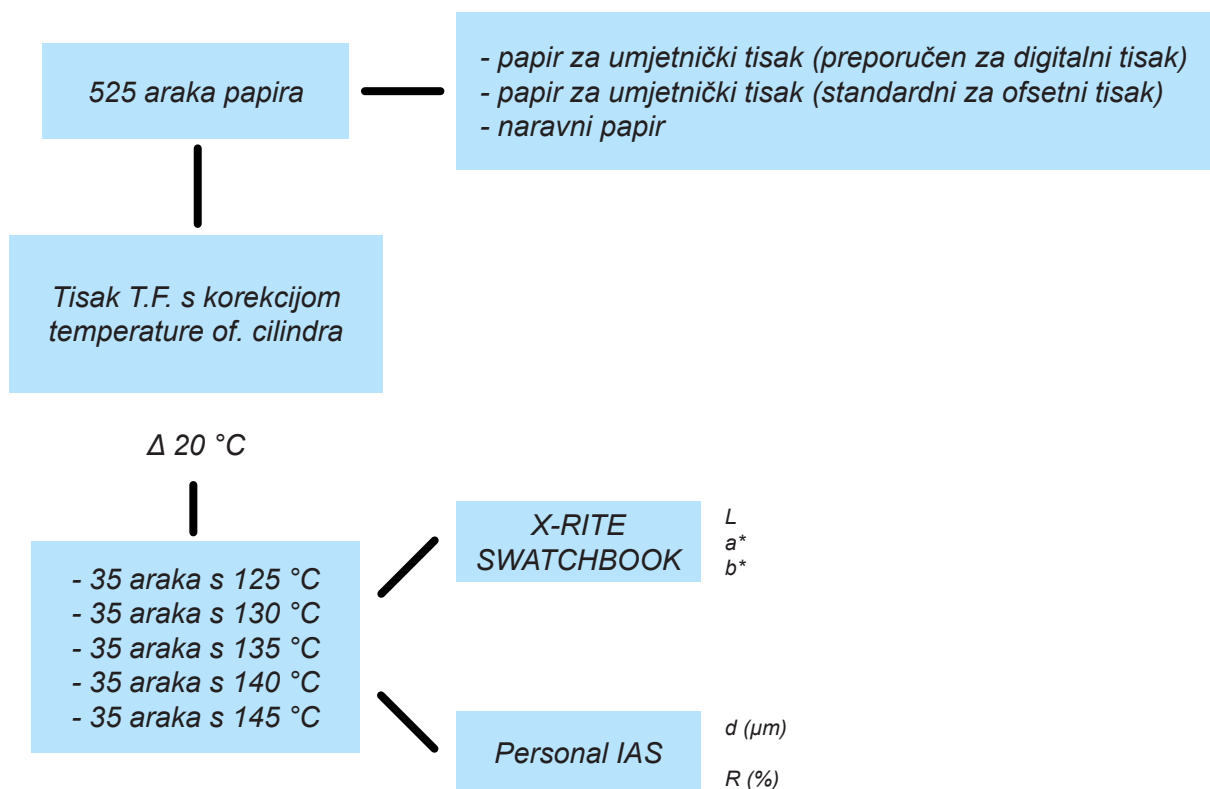 525 araka papira
- papir za umjetnički tisak (preporučen za digitalni tisak)
- papir za umjetnički tisak (standardni za ofsetni tisak)
- naravni papir
Tisak T.F. s korekcijom
temperature of. cilindra
Δ 20 °C
- 35 araka s 125 °C
- 35 araka s 130 °C
- 35 araka s 135 °C
- 35 araka s 140 °C
- 35 araka s 145 °C
X-RITE
SWATCHBOOK
L
a*
b*
Personal IAS
d (µm)
R (%)